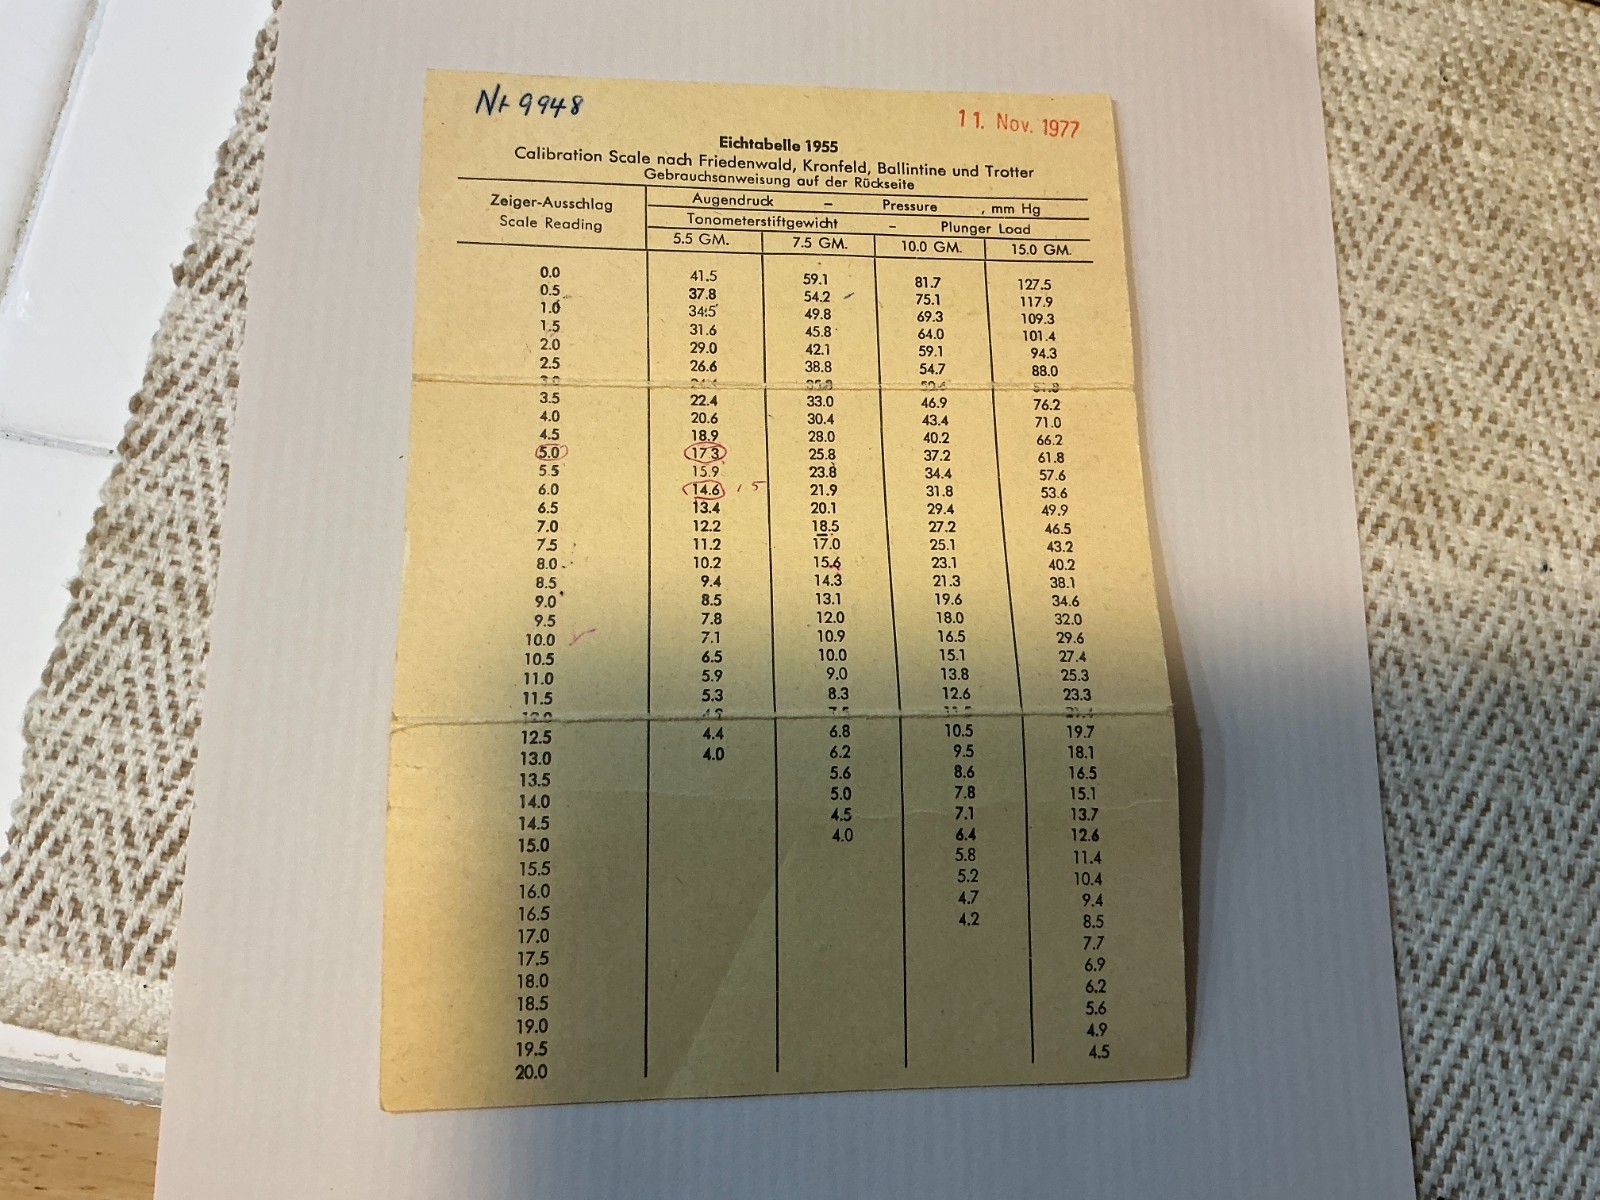 Nr 9948
11. Nov. 1977
Eichtabelle 1955
Calibration Scale nach Friedenwald, Kronfeld, Ballintine und Trotter
Gebrauchsanweisung auf der Rückseite
Zeiger-Ausschlag
Scale Reading
Augendruck – Pressure , mm Hg
Tonometerstiftgewicht – Plunger Load
5.5 GM. 7.5 GM. 10.0 GM. 15.0 GM.
0.0 41.5 59.1 81.7 127.5
0.5 37.8 54.2 75.1 117.9
1.0 34.5 49.8 69.3 109.3
1.5 31.6 45.8 64.0 101.4
2.0 29.0 42.1 59.1 94.3
2.5 26.6 38.8 54.7 88.0
3.0
3.5 22.4 33.0 46.9 76.2
4.0 20.6 30.4 43.4 71.0
4.5 18.9 28.0 40.2 66.2
5.0 17.3 25.8 37.2 61.8
5.5 15.9 23.8 34.4 57.6
6.0 14.6 15 21.9 31.8 53.6
6.5 13.4 20.1 29.4 49.9
7.0 12.2 18.5 27.2 46.5
7.5 11.2 17.0 25.1 43.2
8.0 10.2 15.6 23.1 40.2
8.5 9.4 14.3 21.3 38.1
9.0 8.5 13.1 19.6 34.6
9.5 7.8 12.0 18.0 32.0
10.0 7.1 10.9 16.5 29.6
10.5 6.5 10.0 15.1 27.4
11.0 5.9 9.0 13.8 25.3
11.5 5.3 8.3 12.6 23.3
12.0
12.5 4.4 6.8 10.5 19.7
13.0 4.0 6.2 9.5 18.1
13.5 5.6 8.6 16.5
14.0 5.0 7.8 15.1
14.5 4.5 7.1 13.7
15.0 4.0 6.4 12.6
15.5 5.8 11.4
16.0 5.2 10.4
16.5 4.7 9.4
17.0 4.2 8.5
17.5 7.7
18.0 6.9
18.5 6.2
19.0 5.6
19.5 4.9
20.0 4.5